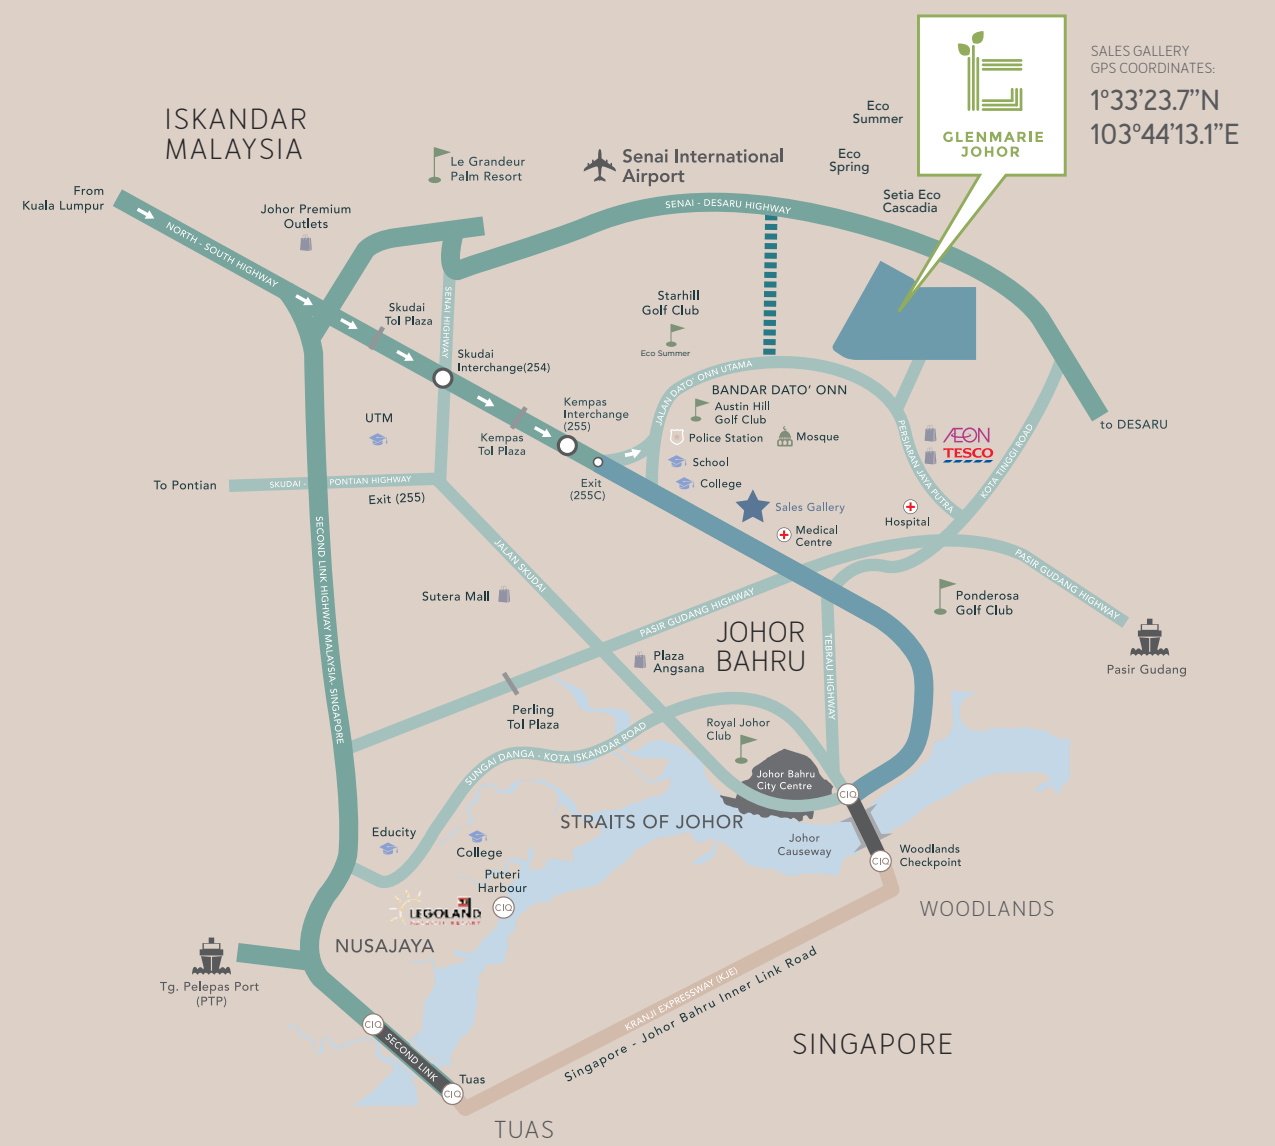 SALES GALLERY
GPS COORDINATES:
1°33'23.7"N
103°44'13.1"E
GLENMARIE
JOHOR
Eco
Summer
Eco
Spring
Setia Eco
Cascadia
ISKANDAR
MALAYSIA
Le Grandeur
Palm Resort
Senai International
Airport
From
Kuala Lumpur
Johor Premium
Outlets
SENAI - DESARU HIGHWAY
NORTH - SOUTH HIGHWAY
SENAI HIGHWAY
Skudai
Tol Plaza
Starhill
Golf Club
Eco Summer
Skudai
Interchange(254)
JALAN DATO' ONN UTAMA
BANDAR DATO' ONN
Kempas
Interchange
(255)
Austin Hill
Golf Club
UTM
Kempas
Tol Plaza
Police Station
Mosque
PERSIARAN JAYA PUTRA
ÆON
TESCO
KOTA TINGGI ROAD
to DESARU
School
College
Exit
(255C)
To Pontian
SKUDAI - PONTIAN HIGHWAY
Exit (255)
Sales Gallery
Hospital
Medical
Centre
SECOND LINK HIGHWAY MALAYSIA- SINGAPORE
JALAN SKUDAI
PASIR GUDANG HIGHWAY
Sutera Mall
PASIR GUDANG HIGHWAY
Ponderosa
Golf Club
JOHOR
BAHRU
TEBRAU HIGHWAY
Plaza
Angsana
Pasir Gudang
Perling
Tol Plaza
Royal Johor
Club
SUNGAI DANGA - KOTA ISKANDAR ROAD
Johor Bahru
City Centre
CIQ
STRAITS OF JOHOR
Johor
Causeway
Educity
College
Woodlands
Checkpoint
CIQ
Puteri
Harbour
CIQ
LEGOLAND
WOODLANDS
NUSAJAYA
Tg. Pelepas Port
(PTP)
KRANJI EXPRESSWAY (KJE)
Singapore - Johor Bahru Inner Link Road
CIQ
SECOND LINK
SINGAPORE
Tuas
CIQ
TUAS